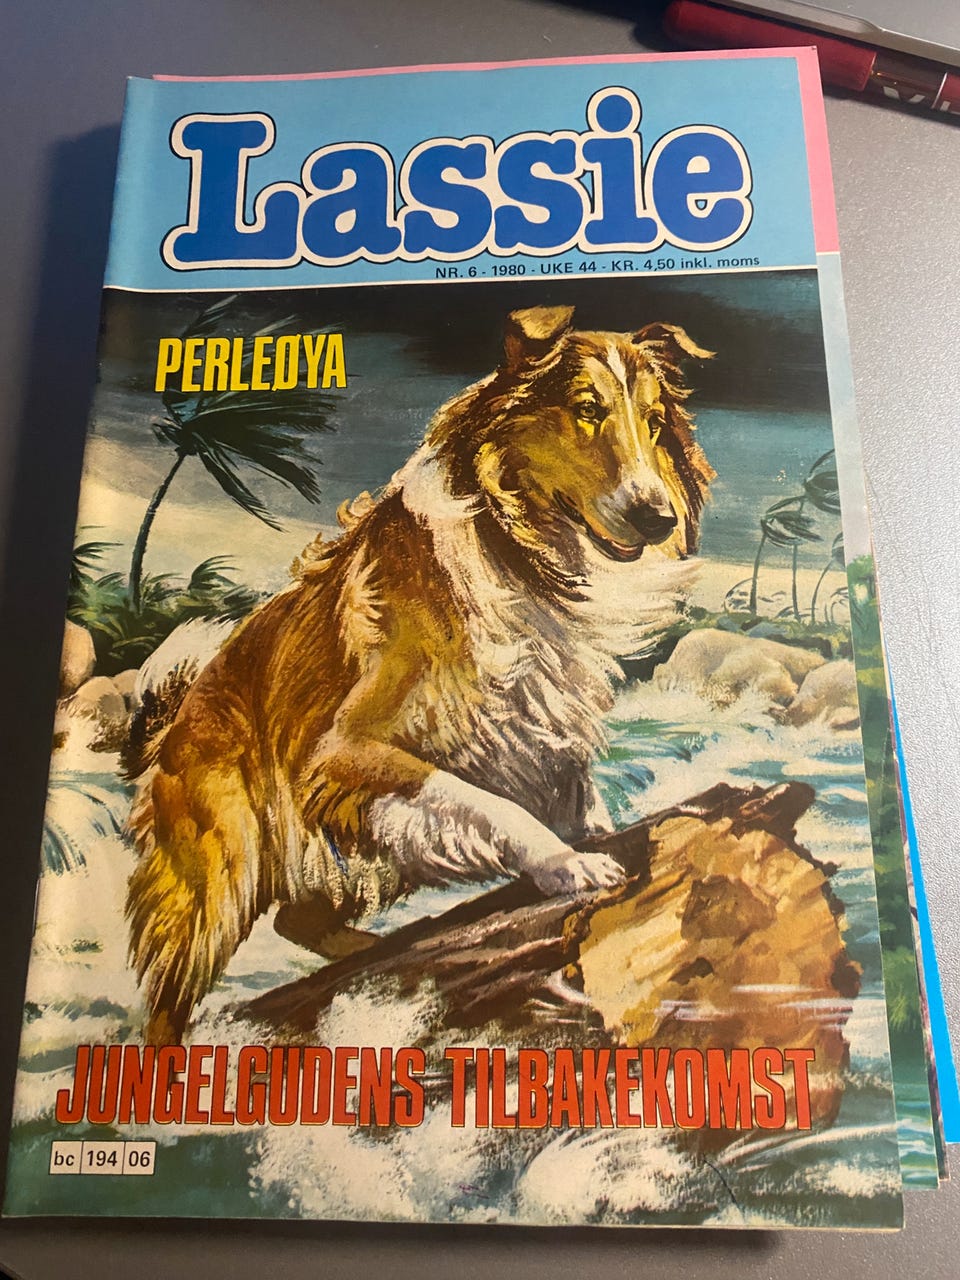 Lassie
NR. 6 - 1980 - UKE 44 - KR. 4,50 inkl. moms
PERLEØYA
JUNGELGUDENS TILBAKEKOMST
bc 194 06